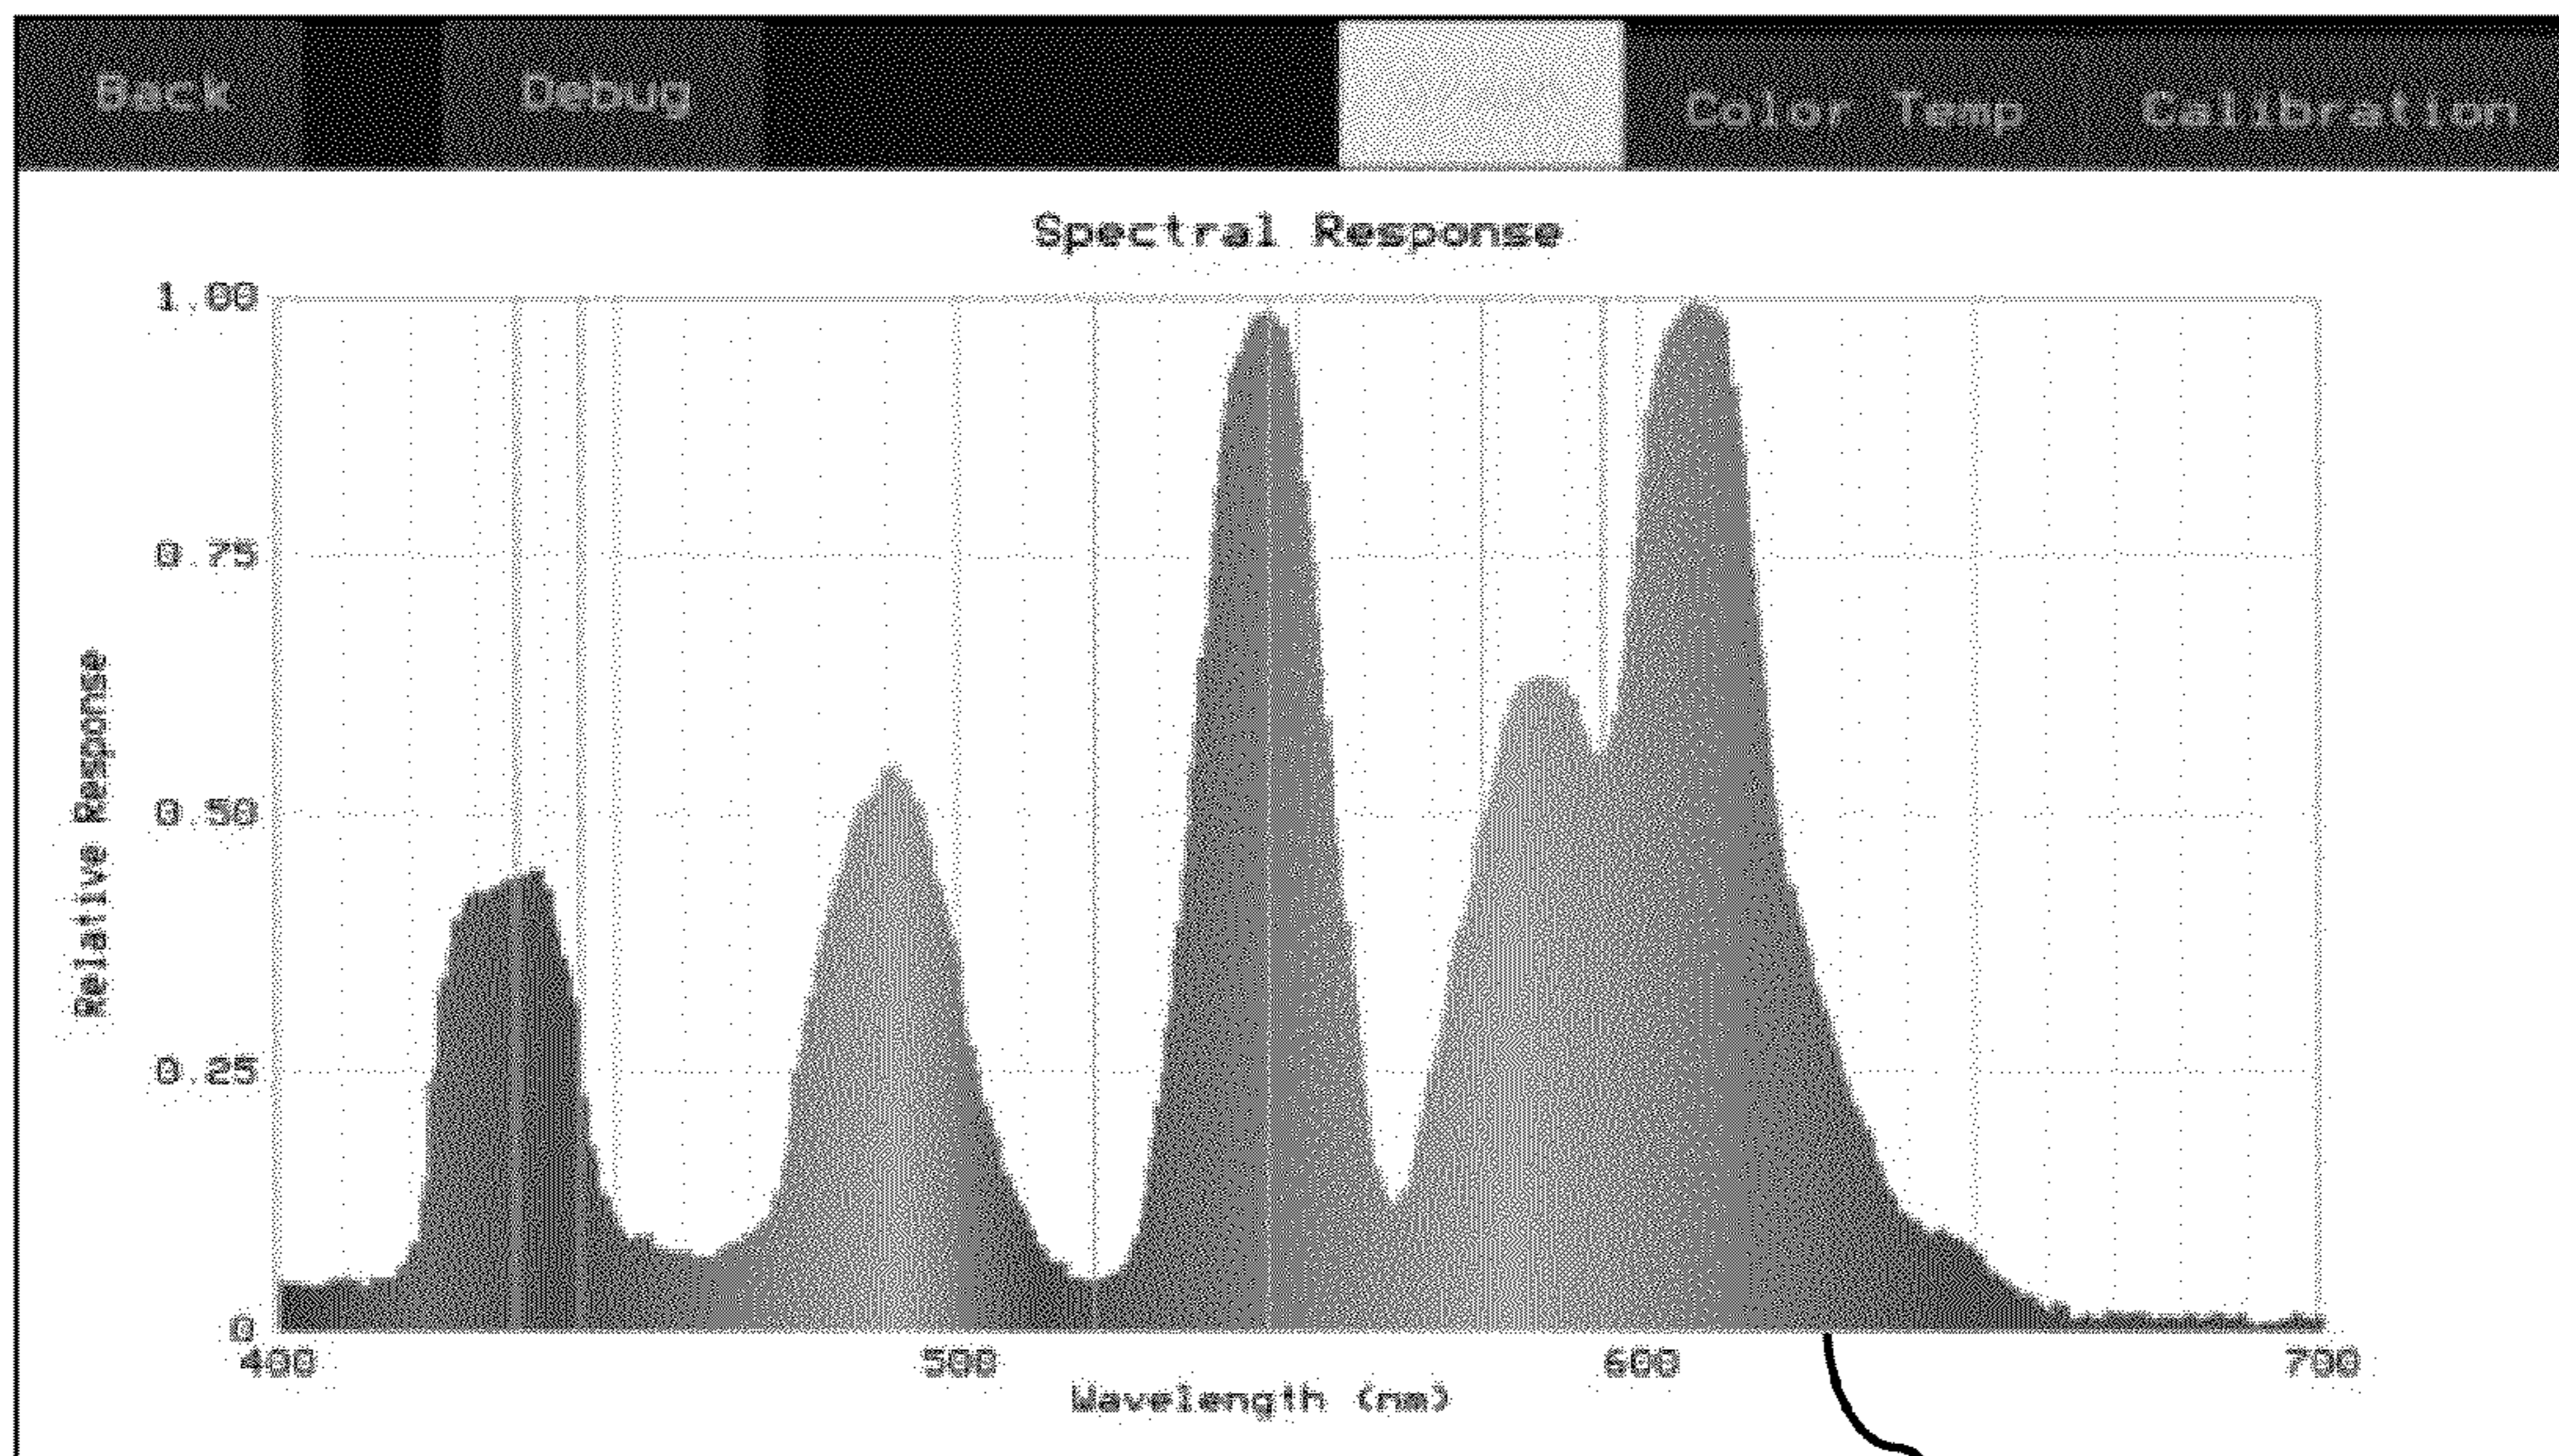 Back
Debug
Color Temp
Calibration
Spectral Response
1.00
0.75
0.50
0.25
0
Relative Response
400
500
600
700
Wavelength (nm)